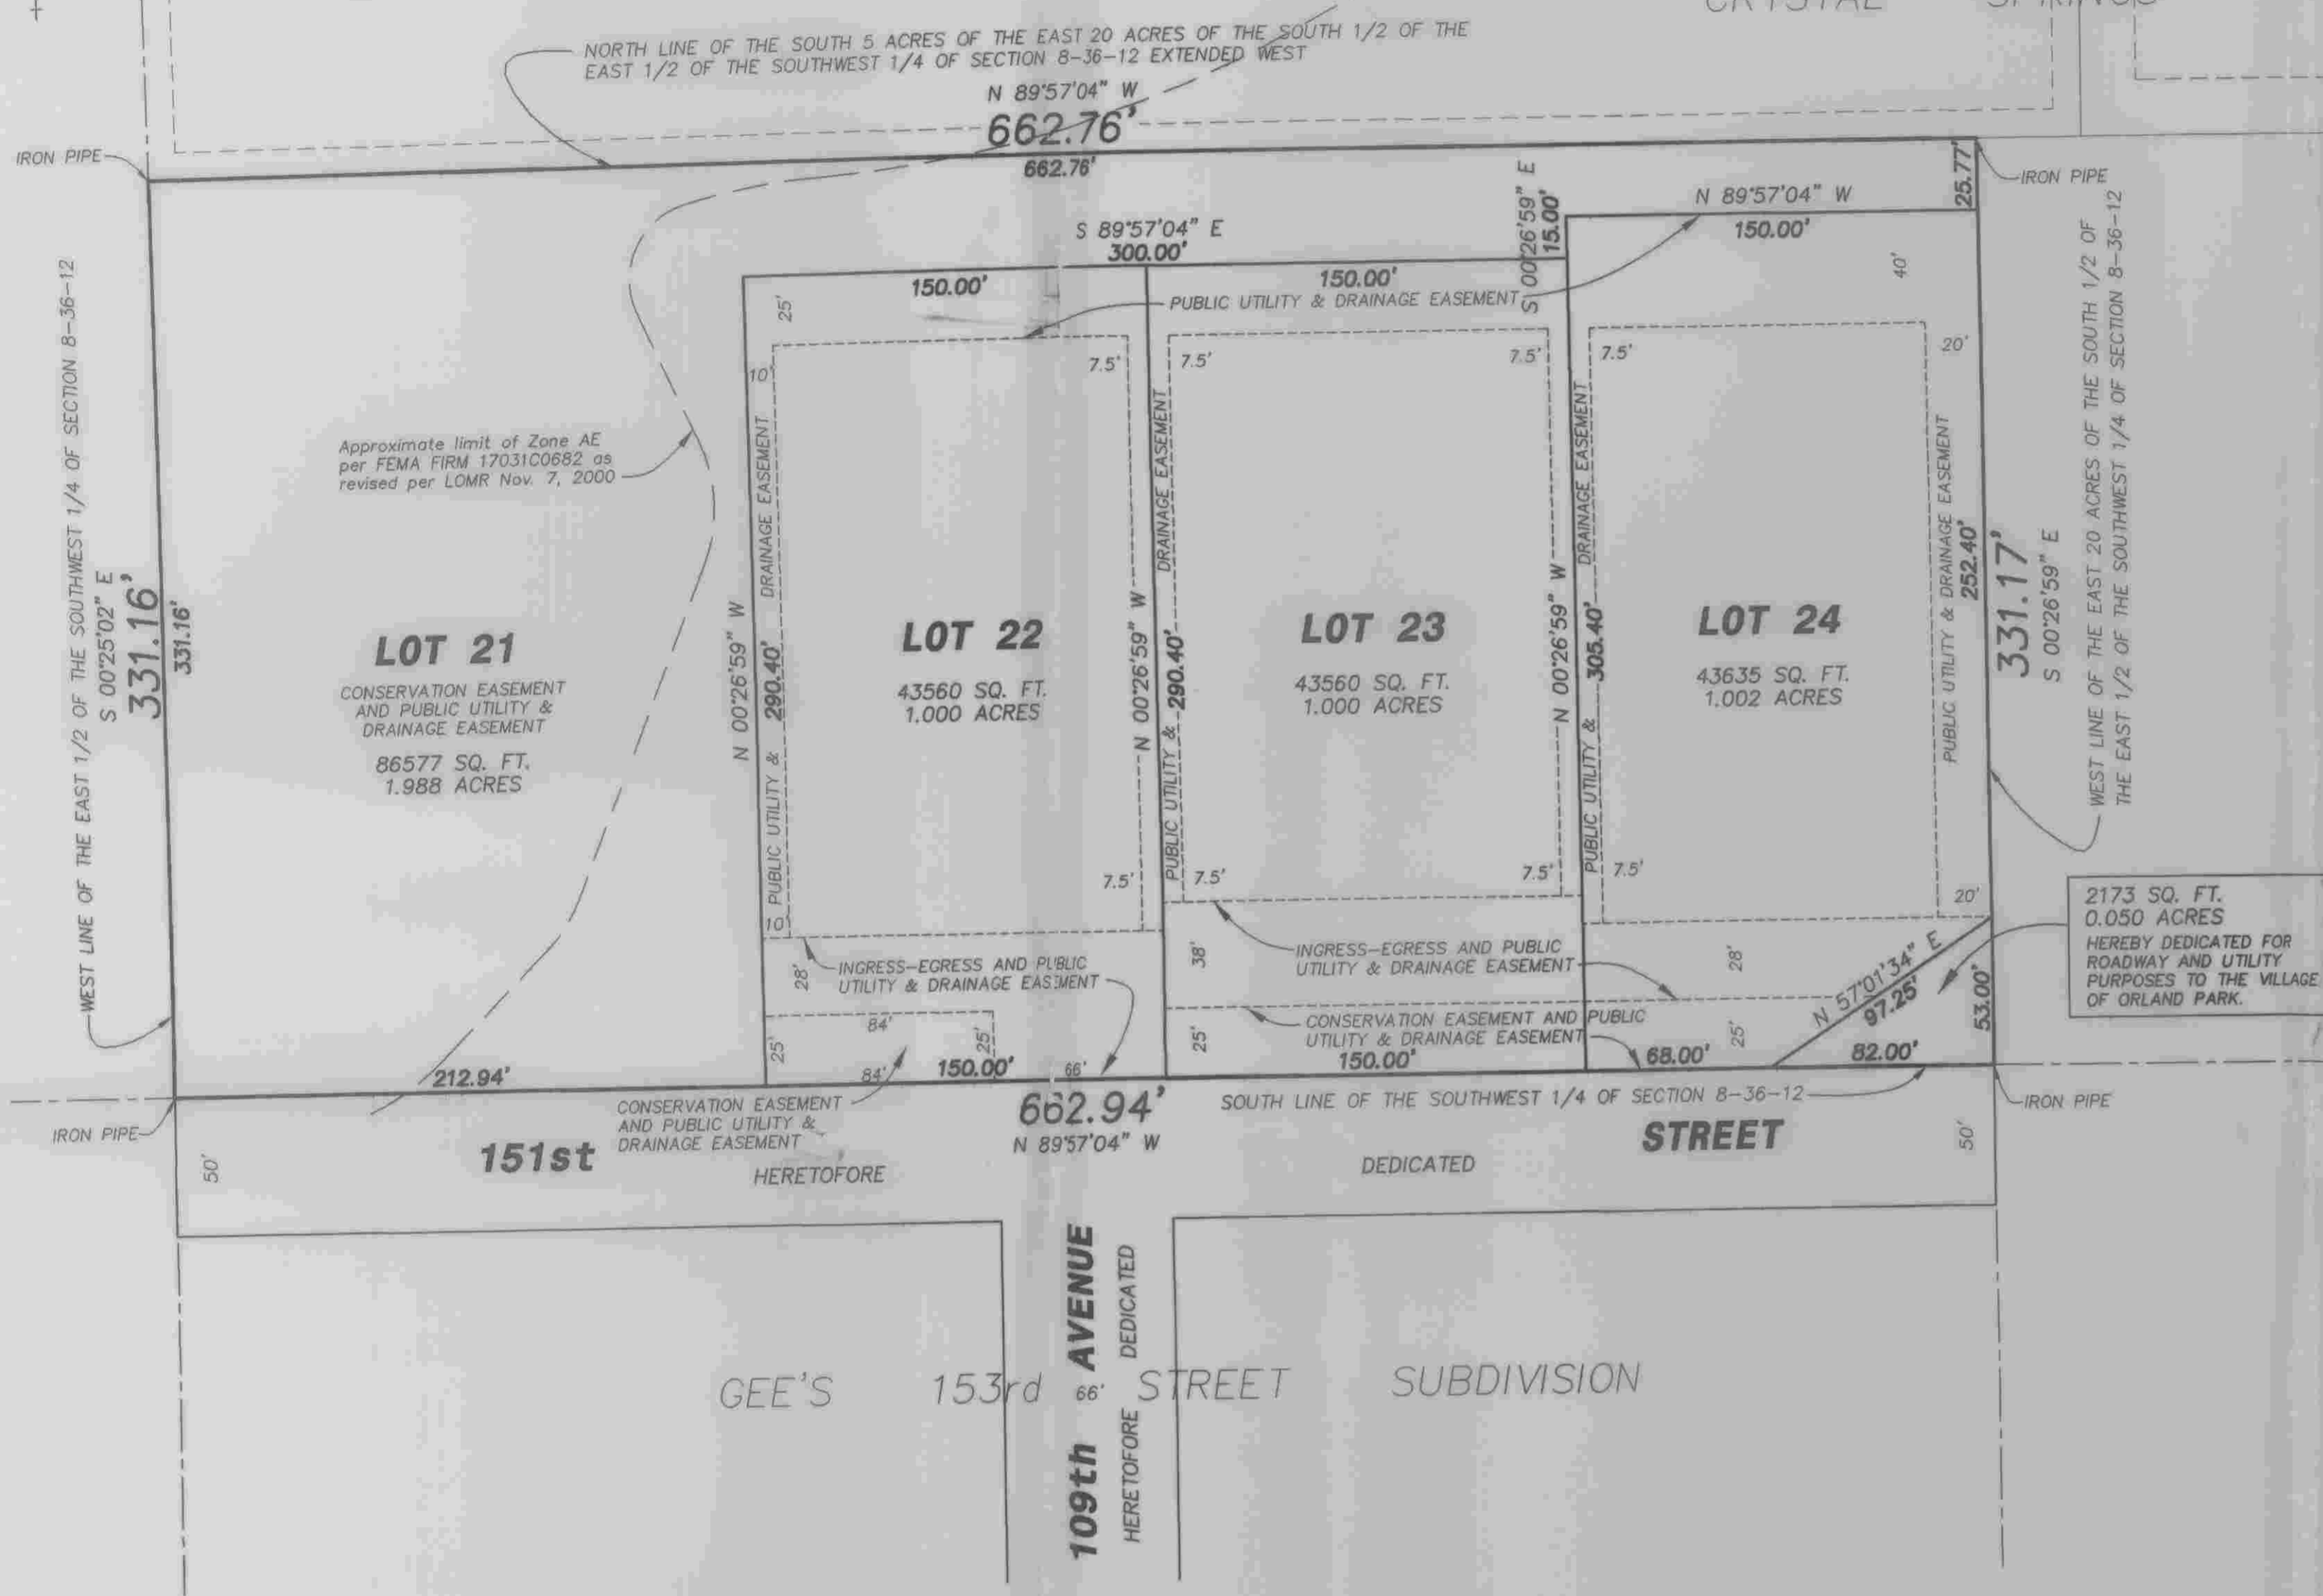 CRYSTAL SPRINGS
NORTH LINE OF THE SOUTH 5 ACRES OF THE EAST 20 ACRES OF THE SOUTH 1/2 OF THE
EAST 1/2 OF THE SOUTHWEST 1/4 OF SECTION 8-36-12 EXTENDED WEST
N 89°57'04" W
662.76'
662.76'
IRON PIPE
IRON PIPE
25.77'
N 89°57'04" W
150.00'
S 00°26'59" E
15.00'
S 89°57'04" E
300.00'
150.00'
150.00'
PUBLIC UTILITY & DRAINAGE EASEMENT
25'
40'
10'
7.5'
7.5'
7.5'
7.5'
20'
WEST LINE OF THE EAST 1/2 OF THE SOUTHWEST 1/4 OF SECTION 8-36-12
S 00°25'02" E
331.16'
331.16'
Approximate limit of Zone AE
per FEMA FIRM 17031C0682 as
revised per LOMR Nov. 7, 2000
LOT 21
CONSERVATION EASEMENT
AND PUBLIC UTILITY &
DRAINAGE EASEMENT
86577 SQ. FT.
1.988 ACRES
N 00°26'59" W
290.40'
PUBLIC UTILITY & DRAINAGE EASEMENT
LOT 22
43560 SQ. FT.
1.000 ACRES
N 00°26'59" W
290.40'
PUBLIC UTILITY & DRAINAGE EASEMENT
LOT 23
43560 SQ. FT.
1.000 ACRES
N 00°26'59" W
305.40'
PUBLIC UTILITY & DRAINAGE EASEMENT
LOT 24
43635 SQ. FT.
1.002 ACRES
PUBLIC UTILITY & DRAINAGE EASEMENT
252.40'
331.17'
S 00°26'59" E
WEST LINE OF THE EAST 20 ACRES OF THE SOUTH 1/2 OF
THE EAST 1/2 OF THE SOUTHWEST 1/4 OF SECTION 8-36-12
10'
7.5'
7.5'
7.5'
7.5'
20'
2173 SQ. FT.
0.050 ACRES
HEREBY DEDICATED FOR
ROADWAY AND UTILITY
PURPOSES TO THE VILLAGE
OF ORLAND PARK.
28'
INGRESS-EGRESS AND PUBLIC
UTILITY & DRAINAGE EASEMENT
38'
INGRESS-EGRESS AND PUBLIC
UTILITY & DRAINAGE EASEMENT
28'
N 57°01'34" E
97.25'
53.00'
84'
25'
25'
84'
150.00'
66'
25'
CONSERVATION EASEMENT AND PUBLIC
UTILITY & DRAINAGE EASEMENT
150.00'
68.00'
25'
82.00'
212.94'
CONSERVATION EASEMENT
AND PUBLIC UTILITY &
DRAINAGE EASEMENT
662.94'
N 89°57'04" W
SOUTH LINE OF THE SOUTHWEST 1/4 OF SECTION 8-36-12
IRON PIPE
IRON PIPE
50'
151st STREET
HERETOFORE DEDICATED
50'
109th AVENUE
HERETOFORE DEDICATED
66'
GEE'S 153rd STREET SUBDIVISION